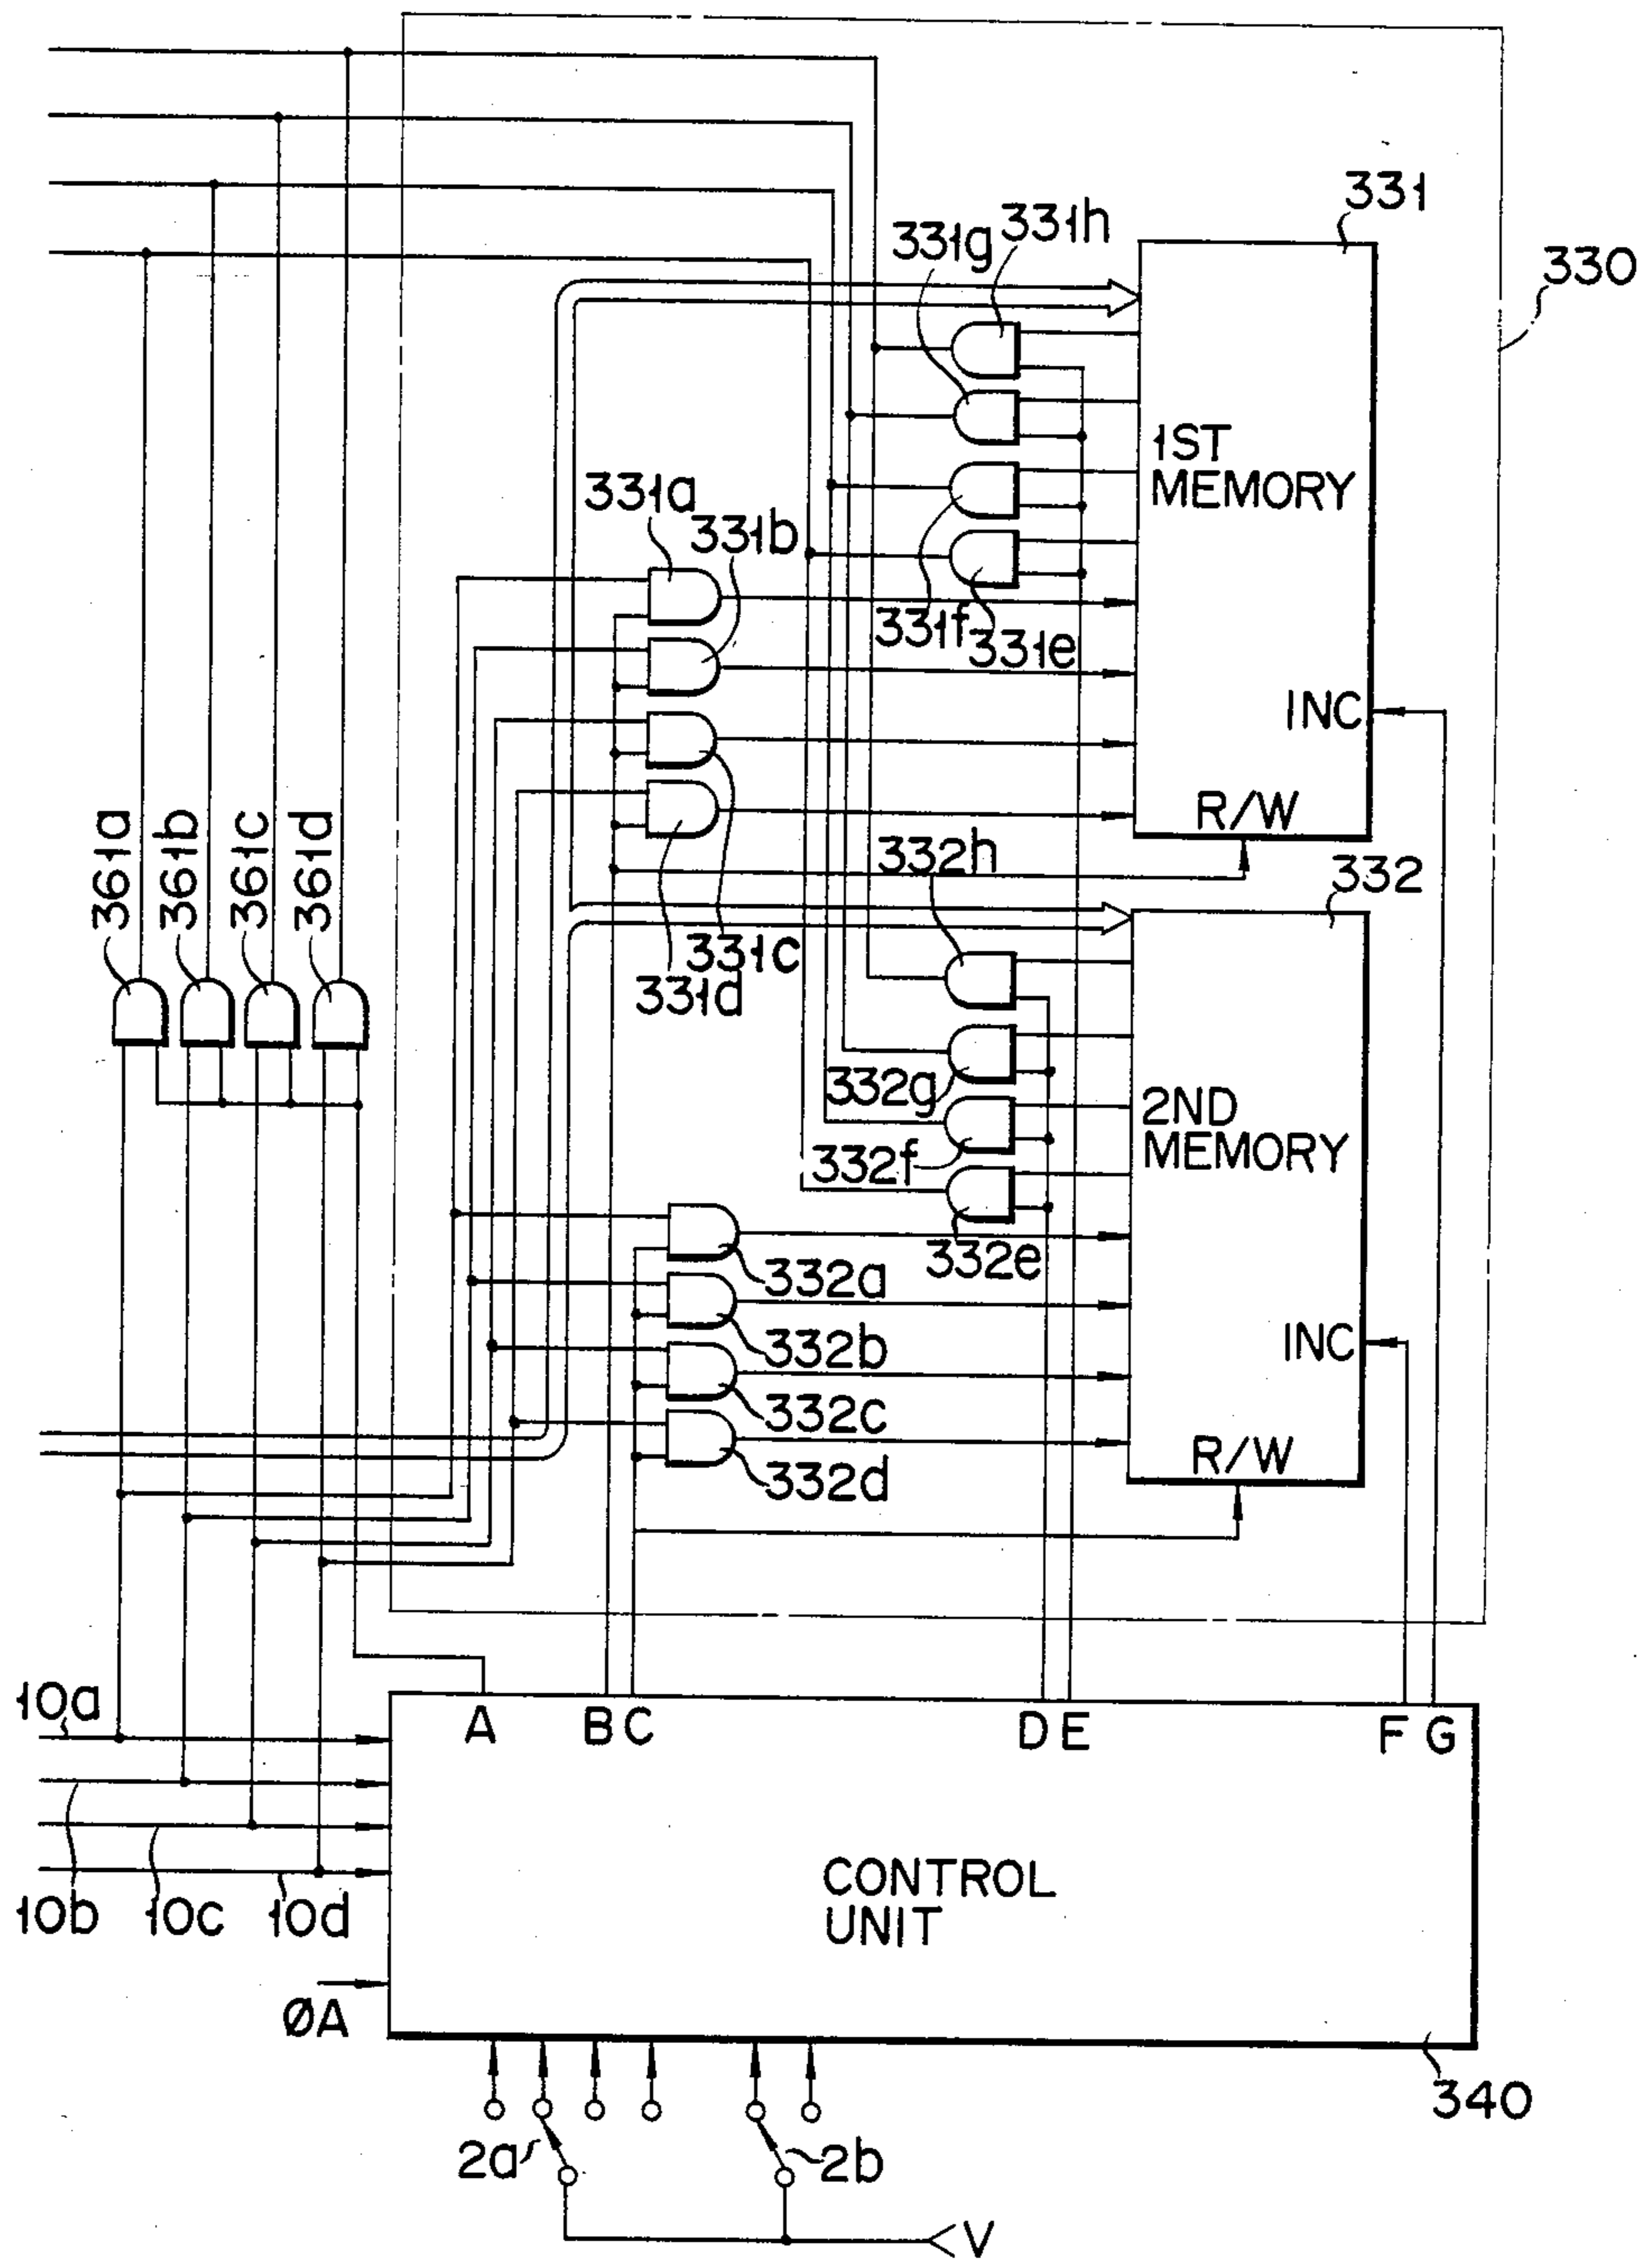 331
330
331h
331g
1ST
MEMORY
331a
331b
331f
331e
INC
R/W
361a
361b
361c
361d
332h
332
331c
331d
332g
2ND
MEMORY
332f
332e
332a
332b
INC
332c
R/W
332d
10a
A
B C
D E
F G
10b
10c
10d
CONTROL
UNIT
ØA
340
2a
2b
V